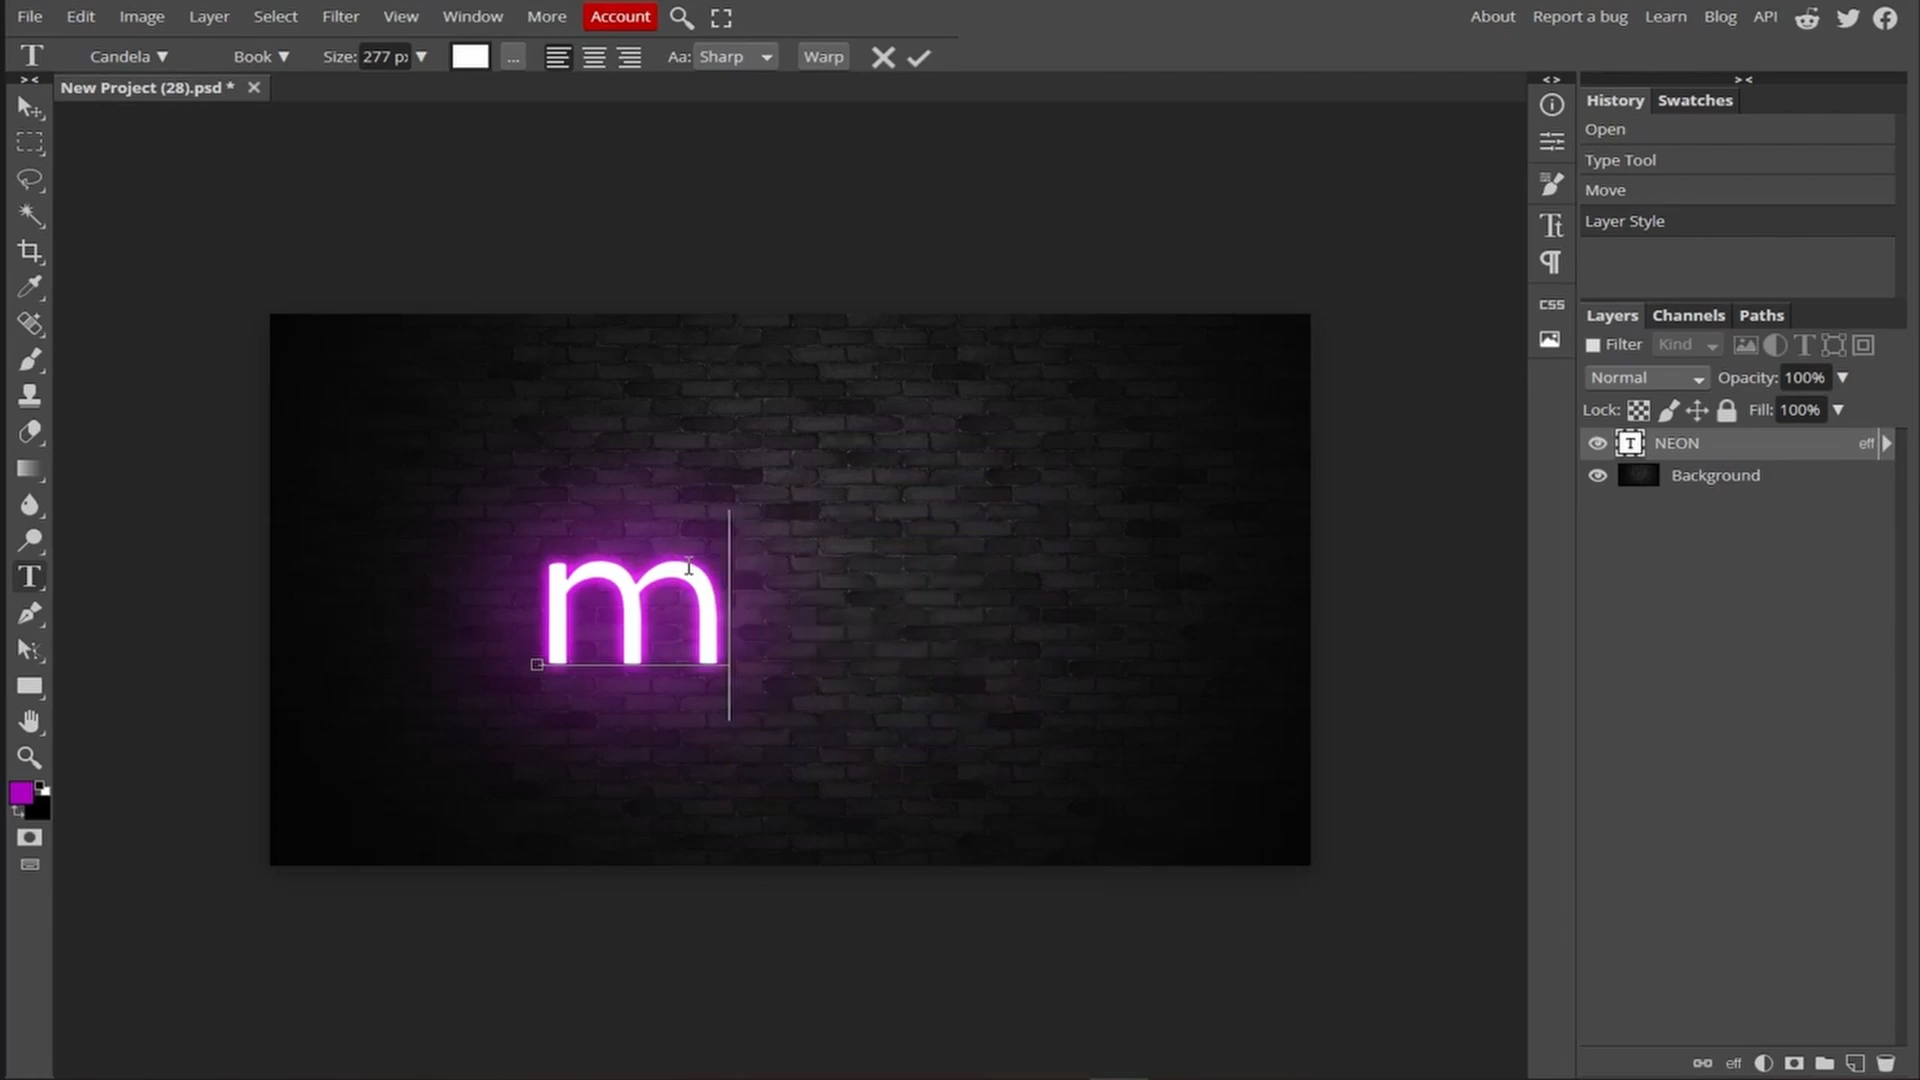 File Edit Image Layer Select Filter View Window More Account About Report a bug Learn Blog API
T Candela ▼ Book ▼ Size: 277 px ▼ ... Aa: Sharp Warp
New Project (28).psd *
History Swatches
Open
Type Tool
Move
Layer Style
CSS
Layers Channels Paths
Filter Kind
Normal Opacity: 100% ▼
Lock: Fill: 100% ▼
T NEON eff
Background
m
eff